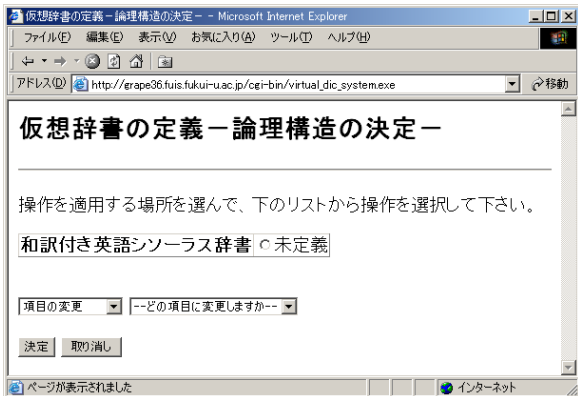 仮想辞書の定義－論理構造の決定－ - Microsoft Internet Explorer
ファイル(F) 編集(E) 表示(V) お気に入り(A) ツール(T) ヘルプ(H)
アドレス(D) http://grape36.fuis.fukui-u.ac.jp/cgi-bin/virtual_dic_system.exe 移動
仮想辞書の定義－論理構造の決定－
操作を適用する場所を選んで、下のリストから操作を選択して下さい。
和訳付き英語シソーラス辞書 未定義
項目の変更 --どの項目に変更しますか--
決定 取り消し
ページが表示されました インターネット